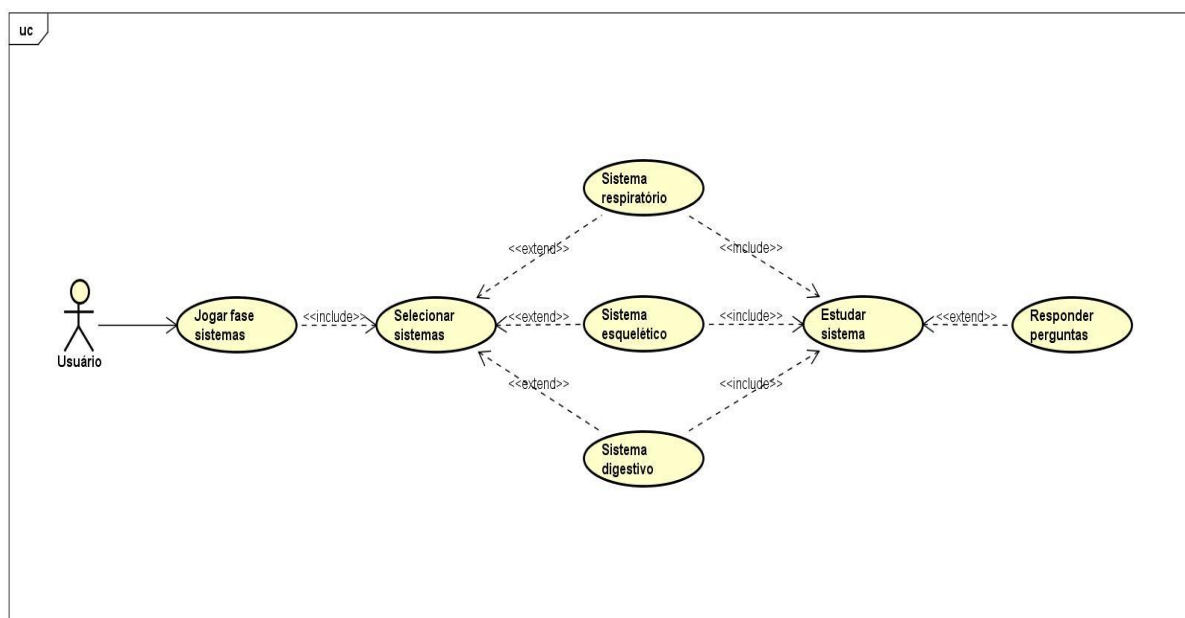 uc
Sistema
respiratório
<<extend>>
<<include>>
Usuário
Jogar fase
sistemas
<<include>>
Selecionar
sistemas
<<extend>>
Sistema
esquelético
<<include>>
Estudar
sistema
<<extend>>
Responder
perguntas
<<extend>>
<<include>>
Sistema
digestivo